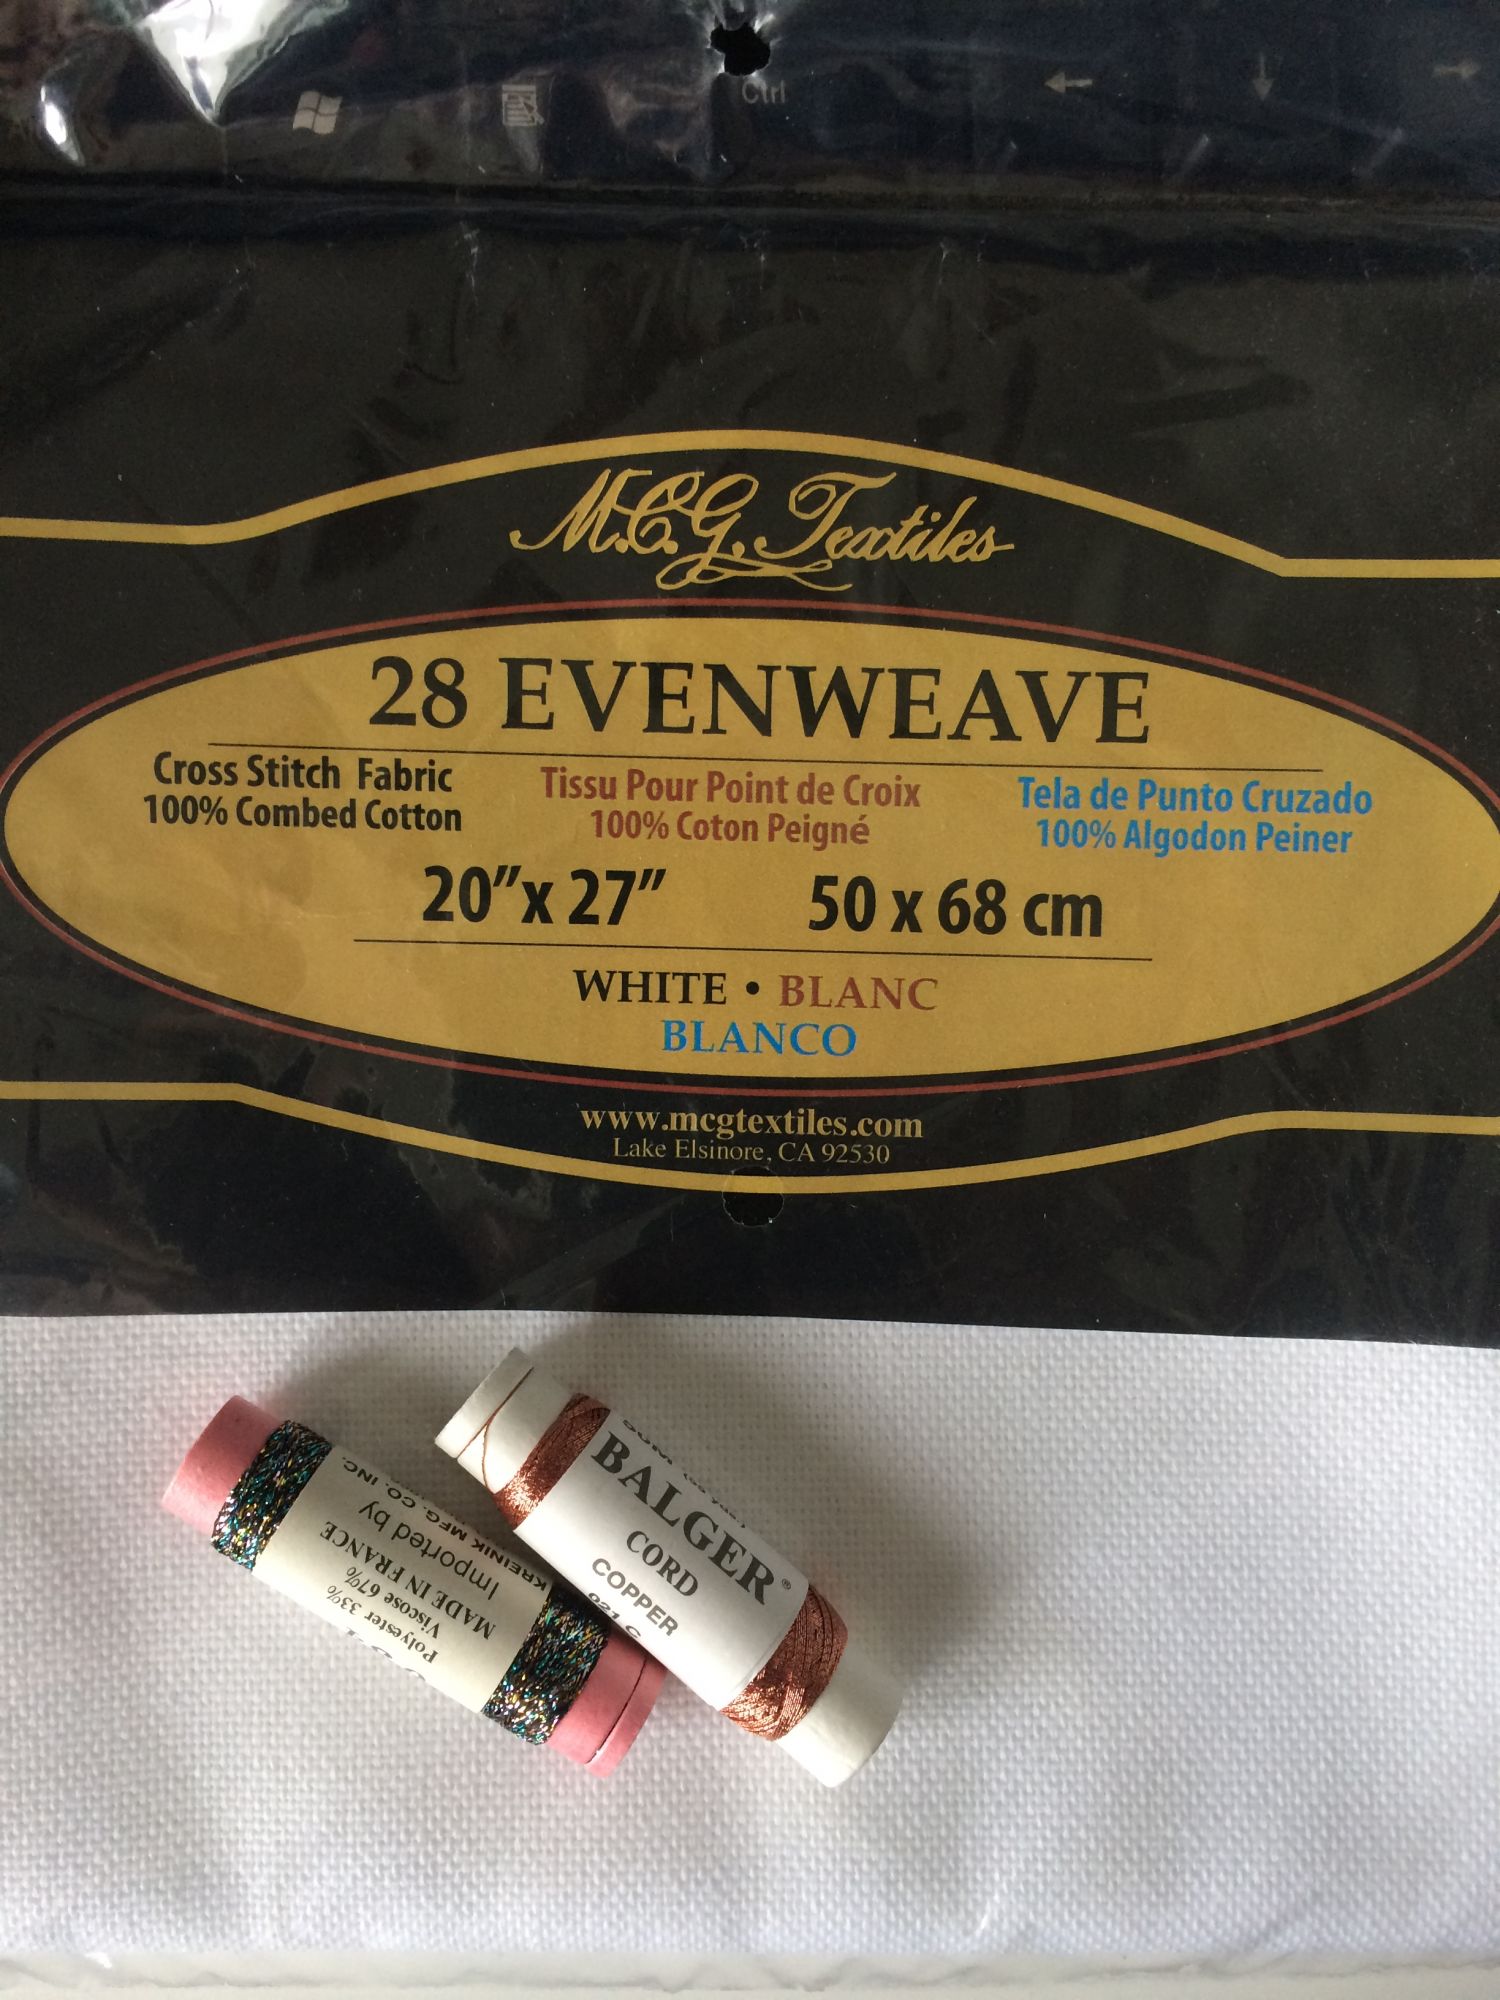 Ctrl
M.C.G. Textiles
28 EVENWEAVE
Cross Stitch Fabric
100% Combed Cotton
Tissu Pour Point de Croix
100% Coton Peigné
Tela de Punto Cruzado
100% Algodon Peiner
20"x 27"
50 x 68 cm
WHITE • BLANC
BLANCO
www.mcgtextiles.com
Lake Elsinore, CA 92530
BALGER®
CORD
COPPER
021 C
KREINIK MFG. CO. INC.
Imported by
MADE IN FRANCE
Viscose 67%
Polyester 33%